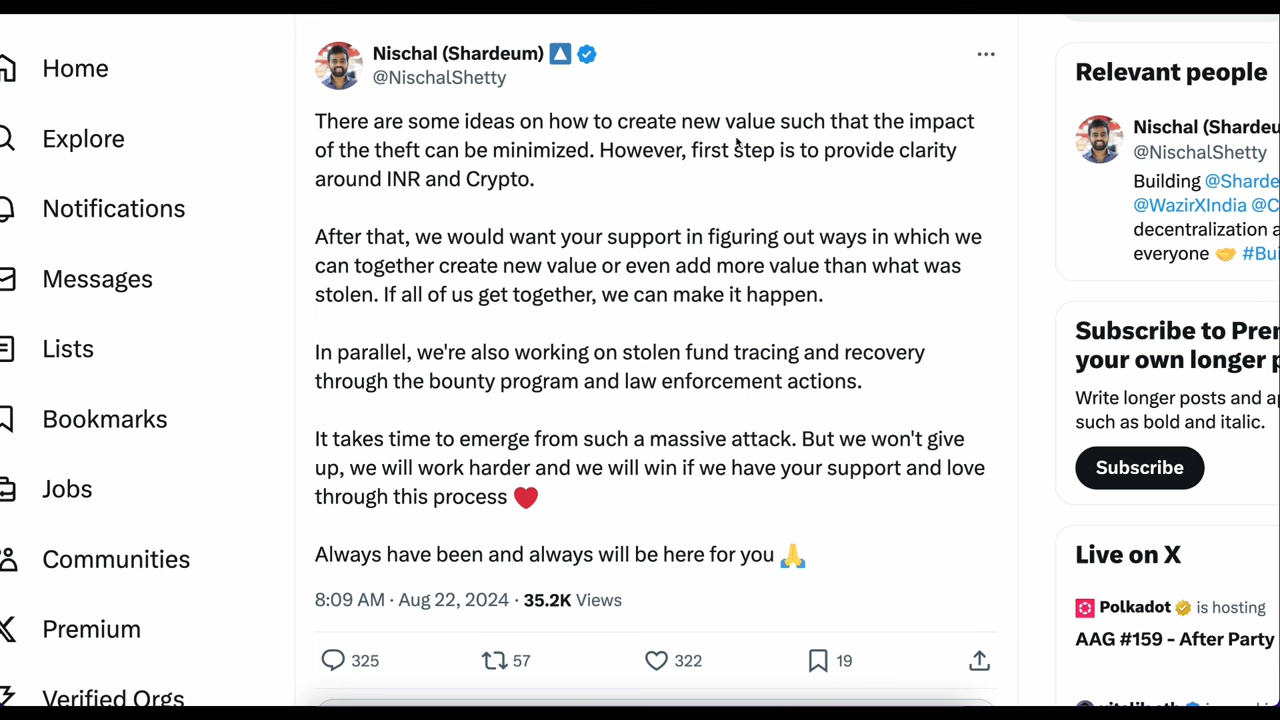 Home
Explore
Notifications
Messages
Lists
Bookmarks
Jobs
Communities
Premium
Verified Orgs
Nischal (Shardeum)
@NischalShetty
There are some ideas on how to create new value such that the impact
of the theft can be minimized. However, first step is to provide clarity
around INR and Crypto.
After that, we would want your support in figuring out ways in which we
can together create new value or even add more value than what was
stolen. If all of us get together, we can make it happen.
In parallel, we're also working on stolen fund tracing and recovery
through the bounty program and law enforcement actions.
It takes time to emerge from such a massive attack. But we won't give
up, we will work harder and we will win if we have your support and love
through this process ❤️
Always have been and always will be here for you 🙏
8:09 AM · Aug 22, 2024 · 35.2K Views
325 57 322 19
Relevant people
Nischal (Shardeu
@NischalShetty
Building @Sharde
@WazirXIndia @C
decentralization a
everyone 🤝 #Bui
Subscribe to Prem
your own longer p
Write longer posts and ap
such as bold and italic.
Subscribe
Live on X
Polkadot is hosting
AAG #159 - After Party